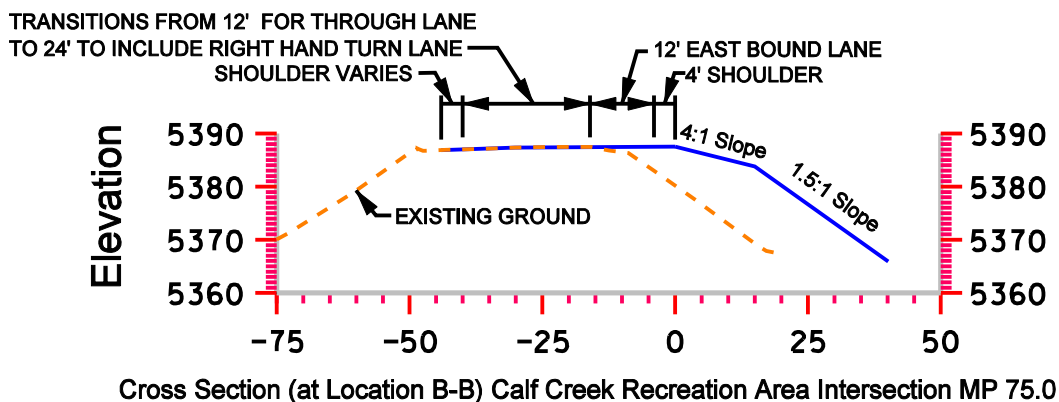 TRANSITIONS FROM 12' FOR THROUGH LANE
TO 24' TO INCLUDE RIGHT HAND TURN LANE
SHOULDER VARIES
12' EAST BOUND LANE
4' SHOULDER
Elevation
5390
5380
5370
5360
4:1 Slope
1.5:1 Slope
EXISTING GROUND
5390
5380
5370
5360
-75
-50
-25
0
25
50
Cross Section (at Location B-B) Calf Creek Recreation Area Intersection MP 75.0